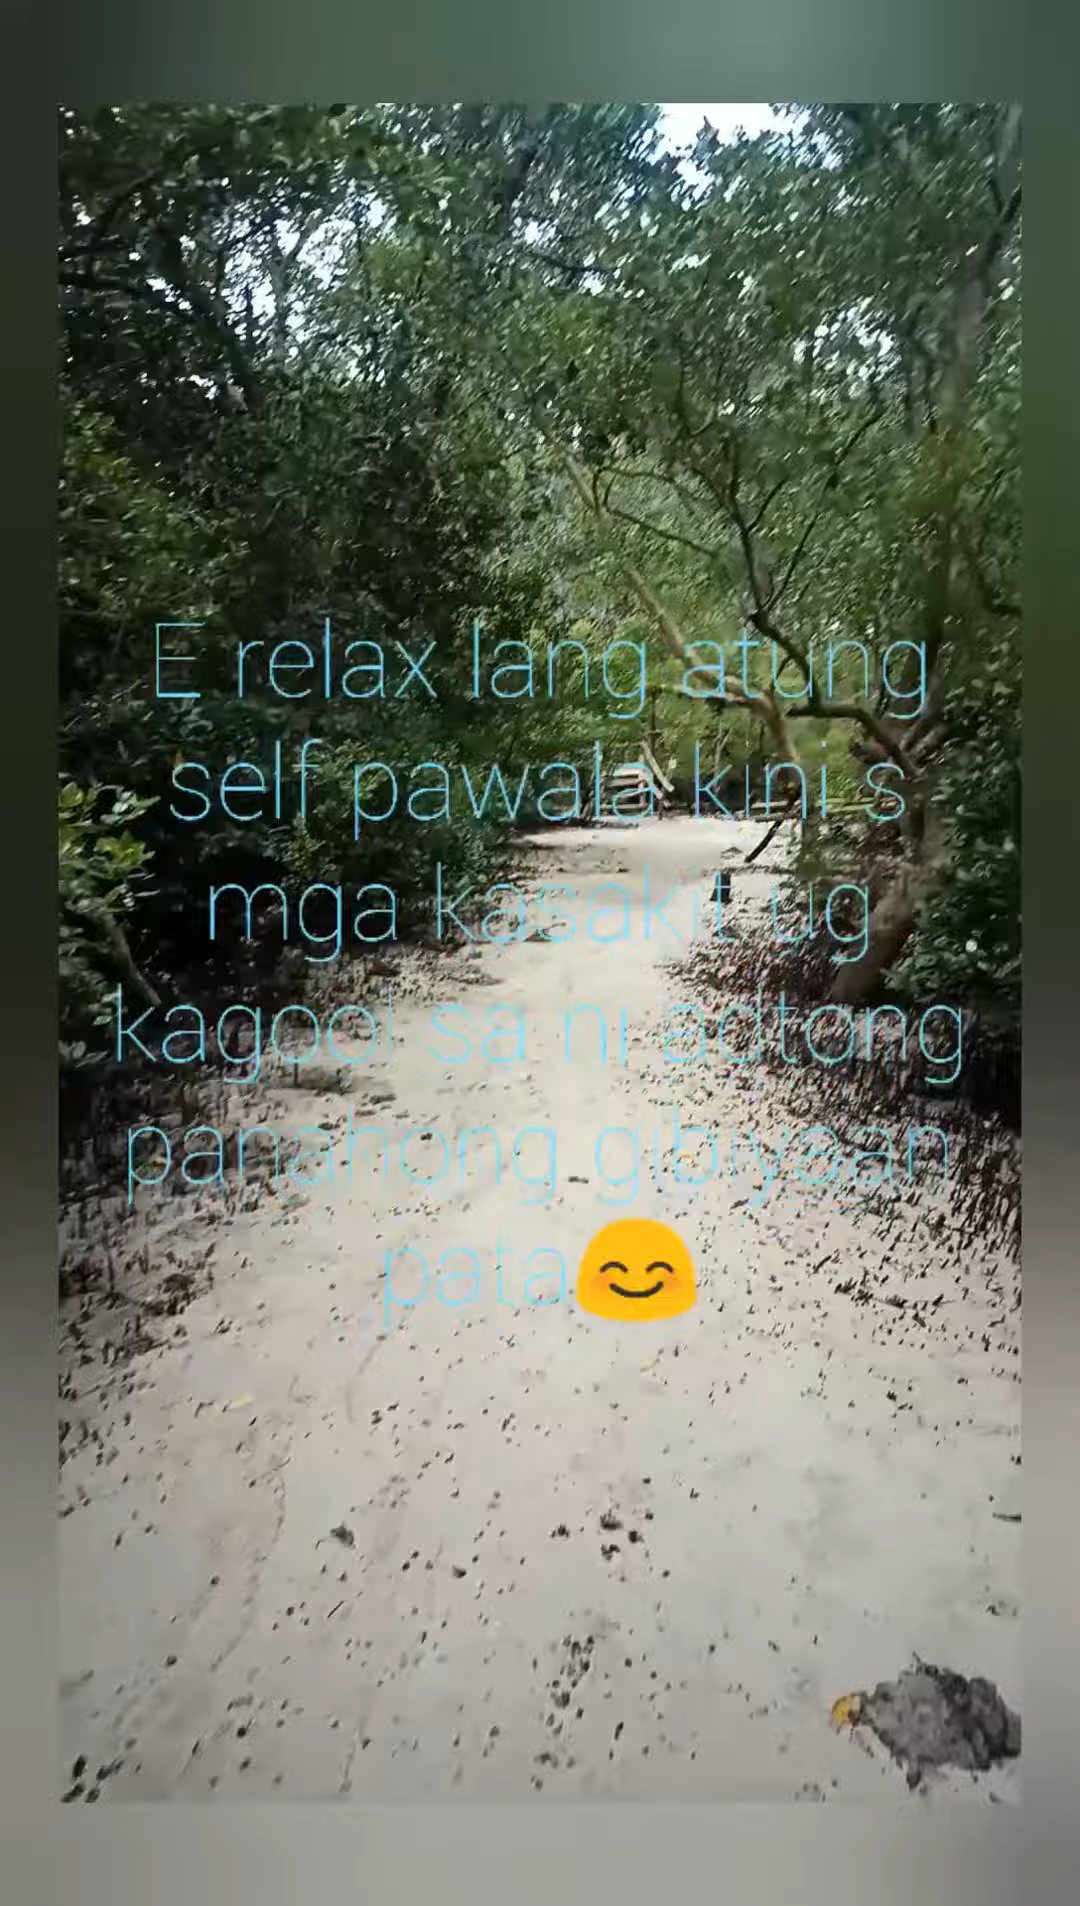 E relax lang atung
self pawala kini s
mga kasakit ug
kagool sa ni adtong
panahong gibiyaan
pata😊